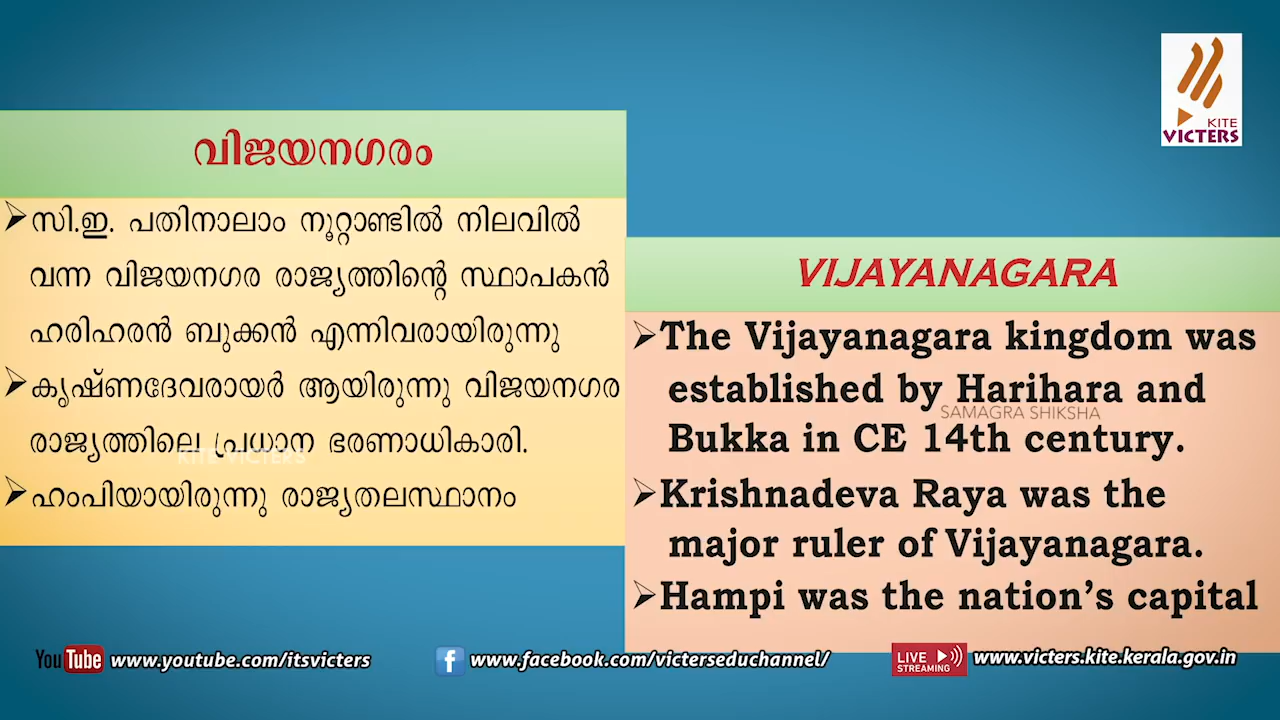 KITE
VICTERS
വിജയനഗരം
➢സി.ഇ. പതിനാലാം നൂറ്റാണ്ടിൽ നിലവിൽ
വന്ന വിജയനഗര രാജ്യത്തിന്റെ സ്ഥാപകൻ
ഹരിഹരൻ ബുക്കൻ എന്നിവരായിരുന്നു
➢കൃഷ്ണദേവരായർ ആയിരുന്നു വിജയനഗര
രാജ്യത്തിലെ പ്രധാന ഭരണാധികാരി.
KITE VICTERS
➢ഹംപിയായിരുന്നു രാജ്യതലസ്ഥാനം
VIJAYANAGARA
➢The Vijayanagara kingdom was
established by Harihara and
SAMAGRA SHIKSHA
Bukka in CE 14th century.
➢Krishnadeva Raya was the
major ruler of Vijayanagara.
➢Hampi was the nation’s capital
YouTube www.youtube.com/itsvicters
f www.facebook.com/victerseduchannel/
LIVE
STREAMING
www.victers.kite.kerala.gov.in